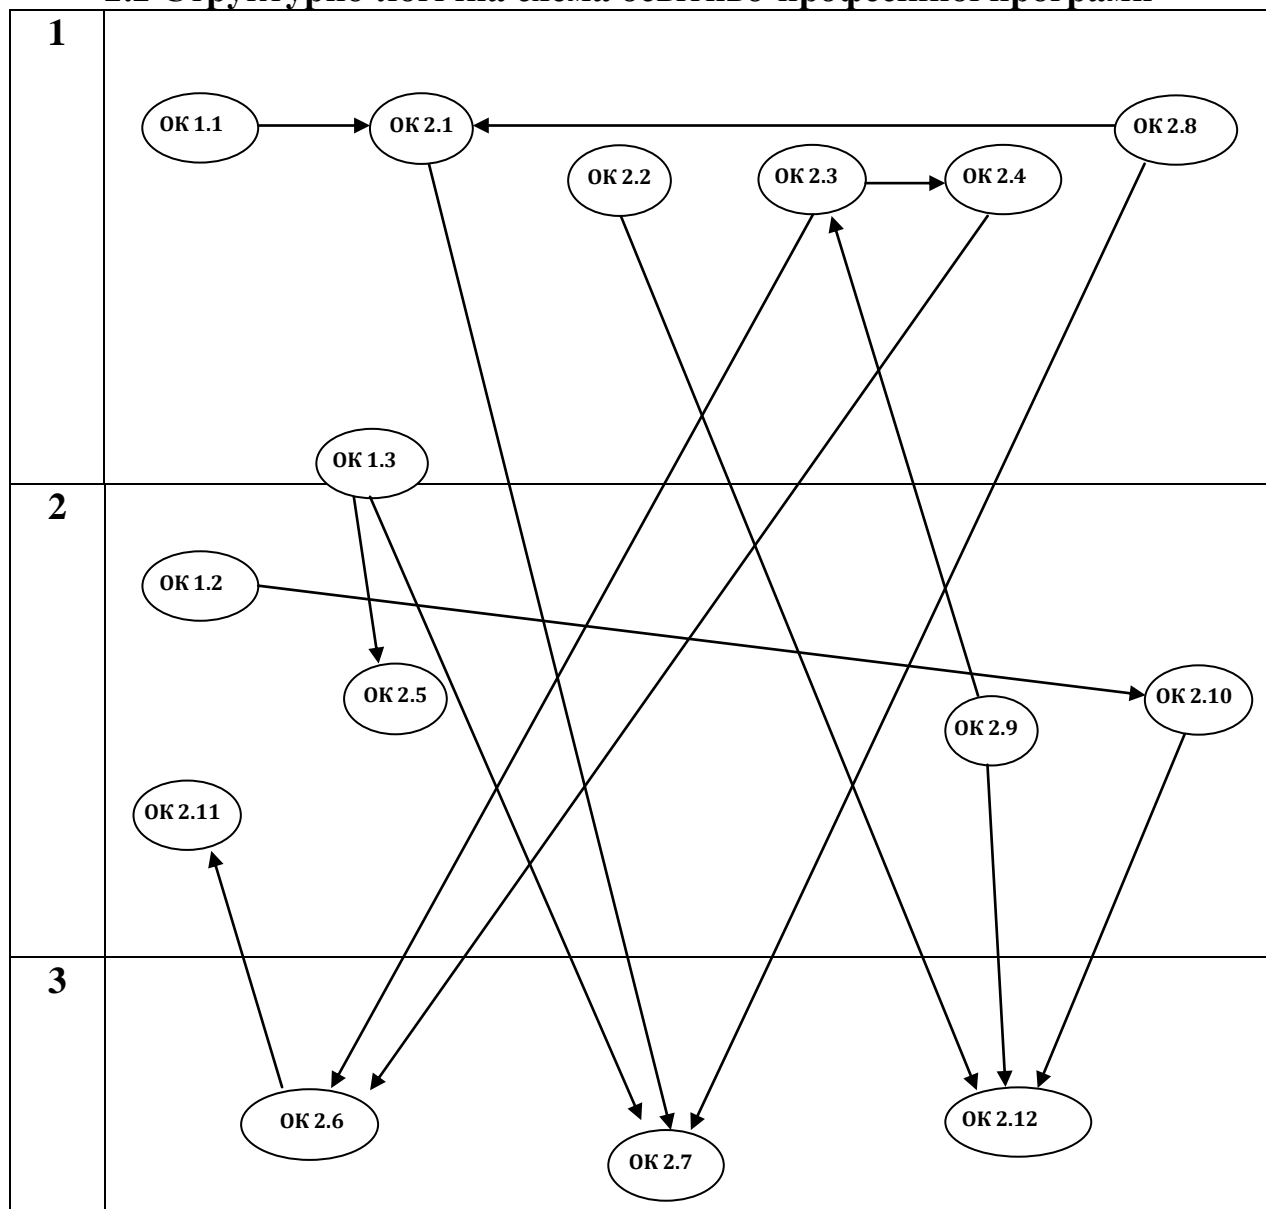 1
ОК 1.1
ОК 2.1
ОК 2.8
ОК 2.2
ОК 2.3
ОК 2.4
ОК 1.3
2
ОК 1.2
ОК 2.5
ОК 2.10
ОК 2.9
ОК 2.11
3
ОК 2.6
ОК 2.12
ОК 2.7